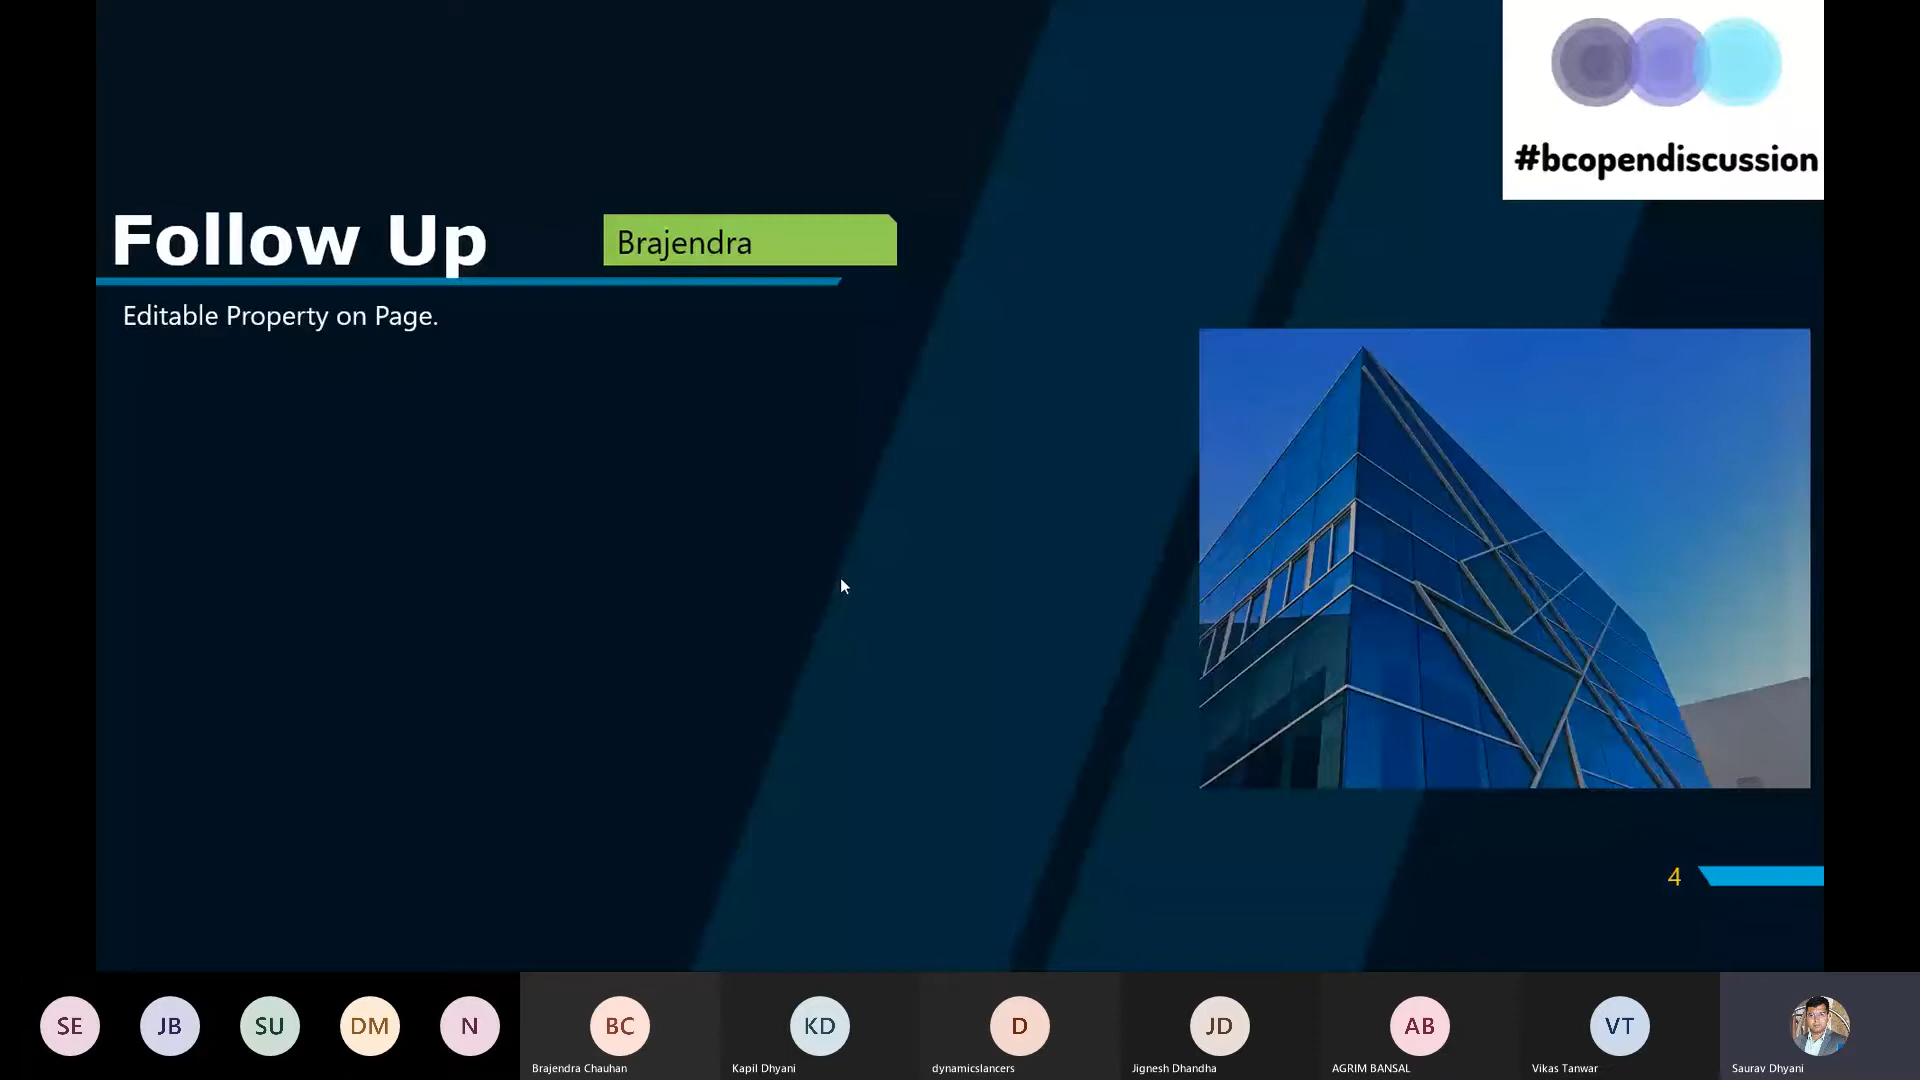 #bcopendiscussion
Follow Up
Brajendra
Editable Property on Page.
4
SE
JB
SU
DM
N
BC
KD
D
JD
AB
VT
Brajendra Chauhan
Kapil Dhyani
dynamicslancers
Jignesh Dhandha
AGRIM BANSAL
Vikas Tanwar
Saurav Dhyani